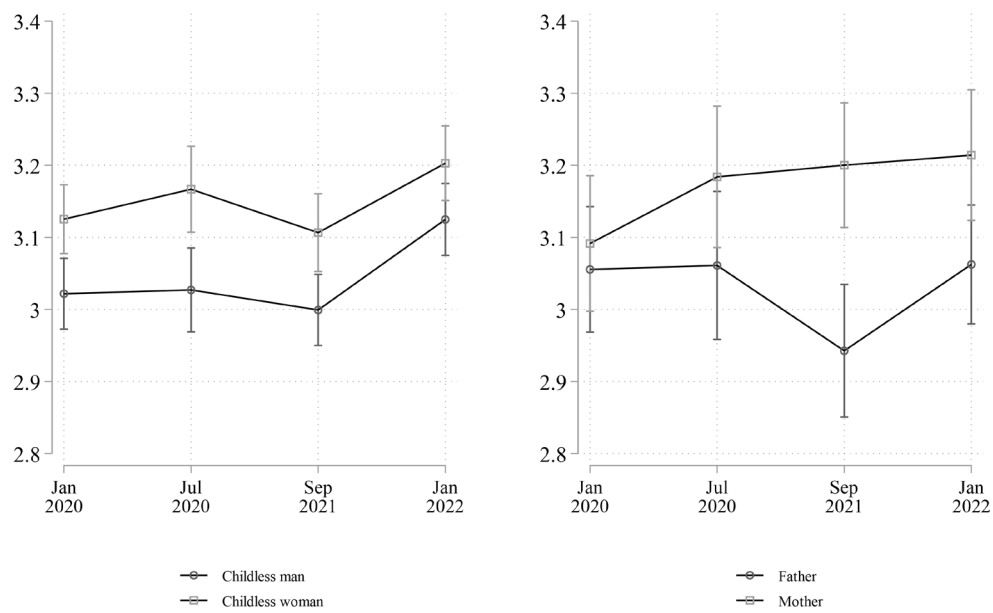 3.4
3.3
3.2
3.1
3
2.9
2.8
Jan
2020
Jul
2020
Sep
2021
Jan
2022
Childless man
Childless woman
3.4
3.3
3.2
3.1
3
2.9
2.8
Jan
2020
Jul
2020
Sep
2021
Jan
2022
Father
Mother